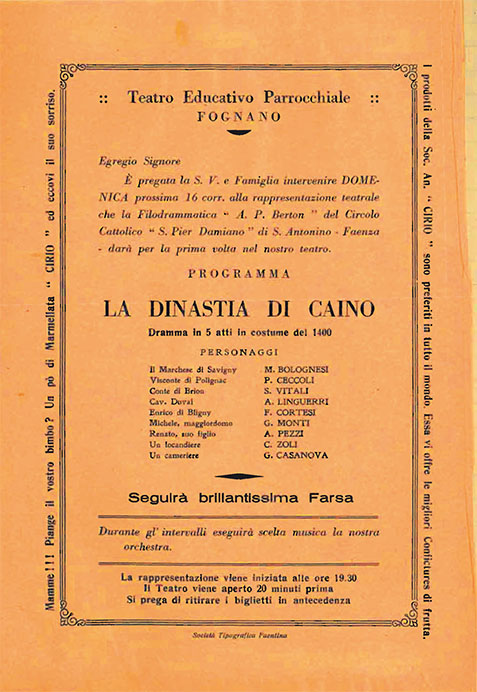 :: Teatro Educativo Parrocchiale ::
FOGNANO
Egregio Signore
È pregata la S. V. e Famiglia intervenire DOME-
NICA prossima 16 corr. alla rappresentazione teatrale
che la Filodrammatica “ A. P. Berton ” del Circolo
Cattolico “ S. Pier Damiano ” di S. Antonino - Faenza
- darà per la prima volta nel nostro teatro.
PROGRAMMA
LA DINASTIA DI CAINO
Dramma in 5 atti in costume del 1400
PERSONAGGI
Il Marchese di Savigny M. BOLOGNESI
Visconte di Polignac P. CECCOLI
Conte di Brion S. VITALI
Cav. Duval A. LINGUERRI
Enrico di Bligny F. CORTESI
Michele, maggiordomo G. MONTI
Renato, suo figlio A. PEZZI
Un locandiere C. ZOLI
Un cameriere G. CASANOVA
Seguirà brillantissima Farsa
Durante gl' intervalli eseguirà scelta musica la nostra
orchestra.
La rappresentazione viene iniziata alle ore 19.30
Il Teatro viene aperto 20 minuti prima
Si prega di ritirare i biglietti in antecedenza
Società Tipografica Faentina
Mamme!!! Piange il vostro bimbo? Un pò di Marmellata “ CIRIO ” ed eccovi il suo sorriso.
I prodotti della Soc. An. “ CIRIO ” sono preferiti in tutto il mondo. Essa vi offre le migliori Confictures di frutta.